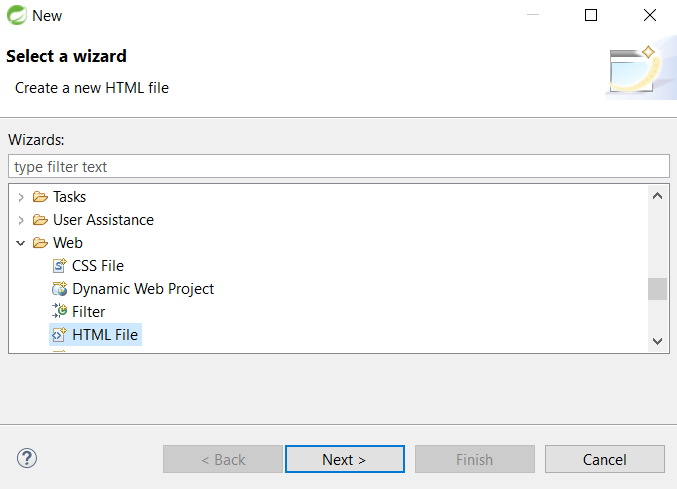 New
Select a wizard
Create a new HTML file
Wizards:
type filter text
Tasks
User Assistance
Web
CSS File
Dynamic Web Project
Filter
HTML File
?
< Back Next > Finish Cancel